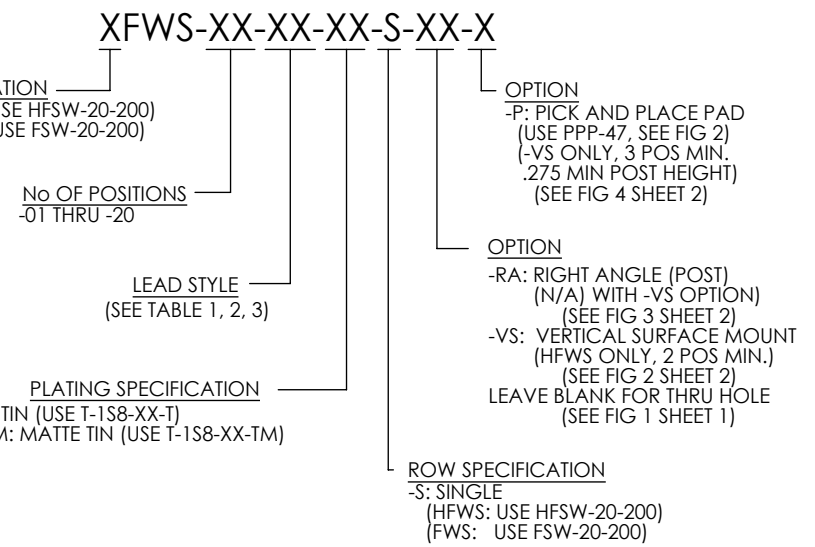 XFWS-XX-XX-XX-S-XX-X
OPTION
-P: PICK AND PLACE PAD
(USE PPP-47, SEE FIG 2)
(-VS ONLY, 3 POS MIN.
.275 MIN POST HEIGHT)
(SEE FIG 4 SHEET 2)
USE HFSW-20-200)
USE FSW-20-200)
No OF POSITIONS
-01 THRU -20
OPTION
-RA: RIGHT ANGLE (POST)
(N/A) WITH -VS OPTION)
(SEE FIG 3 SHEET 2)
-VS: VERTICAL SURFACE MOUNT
(HFWS ONLY, 2 POS MIN.)
(SEE FIG 2 SHEET 2)
LEAVE BLANK FOR THRU HOLE
(SEE FIG 1 SHEET 1)
LEAD STYLE
(SEE TABLE 1, 2, 3)
PLATING SPECIFICATION
TIN (USE T-1S8-XX-T)
M: MATTE TIN (USE T-1S8-XX-TM)
ROW SPECIFICATION
-S: SINGLE
(HFWS: USE HFSW-20-200)
(FWS: USE FSW-20-200)